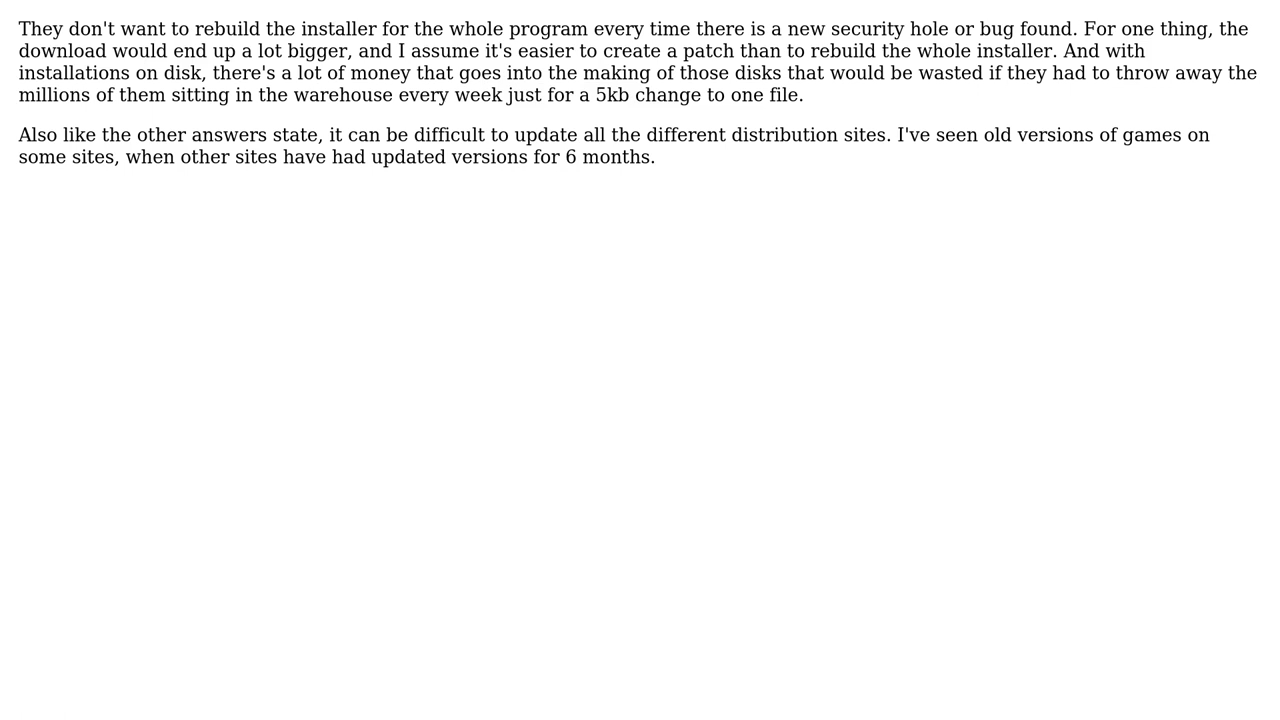 They don't want to rebuild the installer for the whole program every time there is a new security hole or bug found. For one thing, the
download would end up a lot bigger, and I assume it's easier to create a patch than to rebuild the whole installer. And with
installations on disk, there's a lot of money that goes into the making of those disks that would be wasted if they had to throw away the
millions of them sitting in the warehouse every week just for a 5kb change to one file.
Also like the other answers state, it can be difficult to update all the different distribution sites. I've seen old versions of games on
some sites, when other sites have had updated versions for 6 months.